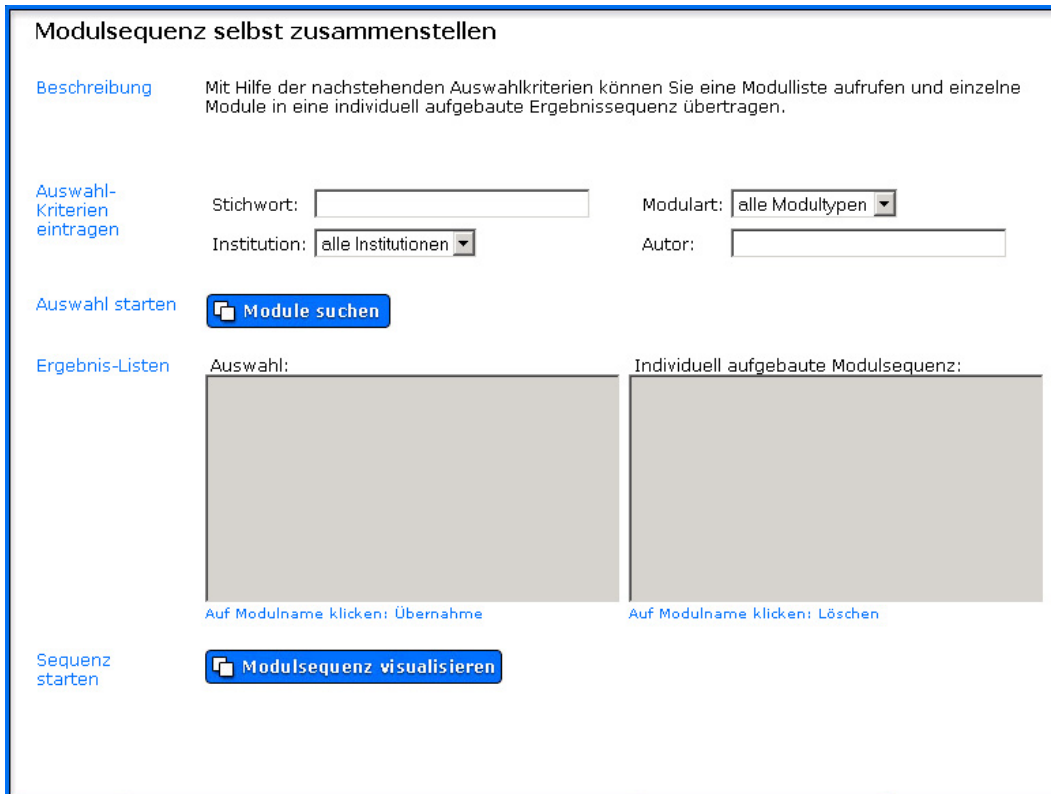 Modulsequenz selbst zusammenstellen
Beschreibung
Mit Hilfe der nachstehenden Auswahlkriterien können Sie eine Modulliste aufrufen und einzelne
Module in eine individuell aufgebaute Ergebnissequenz übertragen.
Auswahl-
Kriterien
eintragen
Stichwort:
Modulart: alle Modultypen
Institution: alle Institutionen
Autor:
Auswahl starten
Module suchen
Ergebnis-Listen
Auswahl:
Individuell aufgebaute Modulsequenz:
Auf Modulname klicken: Übernahme
Auf Modulname klicken: Löschen
Sequenz
starten
Modulsequenz visualisieren